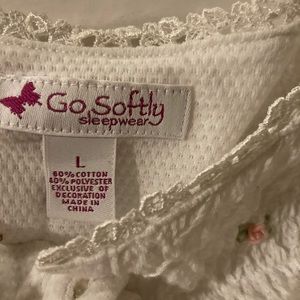 Go Softly
sleepwear
L
60% COTTON
40% POLYESTER
EXCLUSIVE OF
DECORATION
MADE IN
CHINA